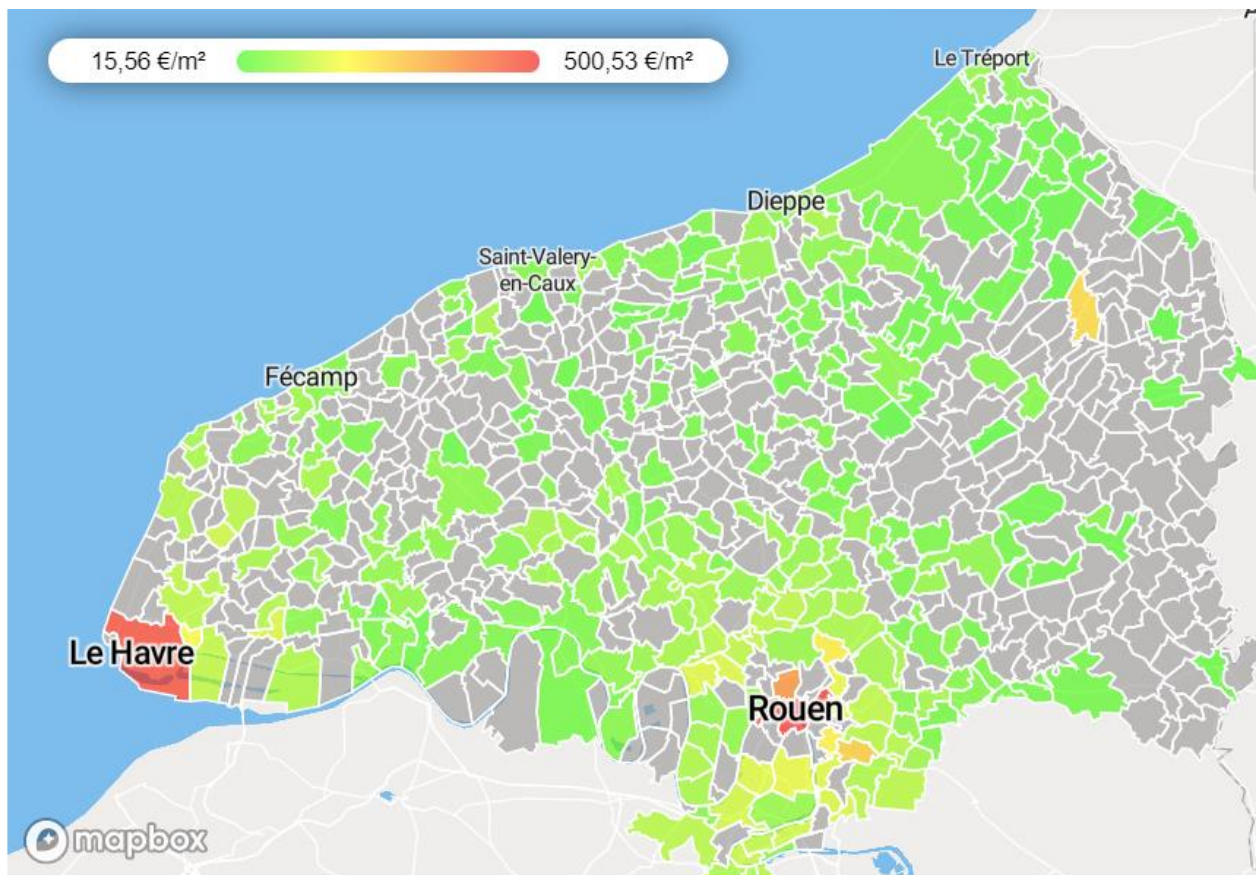 15,56 €/m²
500,53 €/m²
Le Tréport
Dieppe
Saint-Valery-
en-Caux
Fécamp
Le Havre
Rouen
mapbox